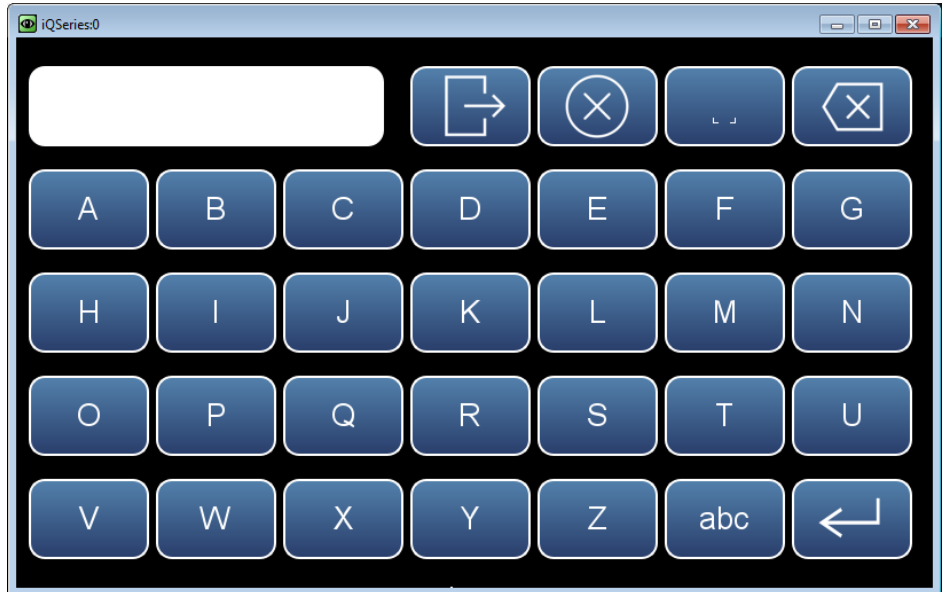 iQSeries:0
A B C D E F G
H I J K L M N
O P Q R S T U
V W X Y Z abc